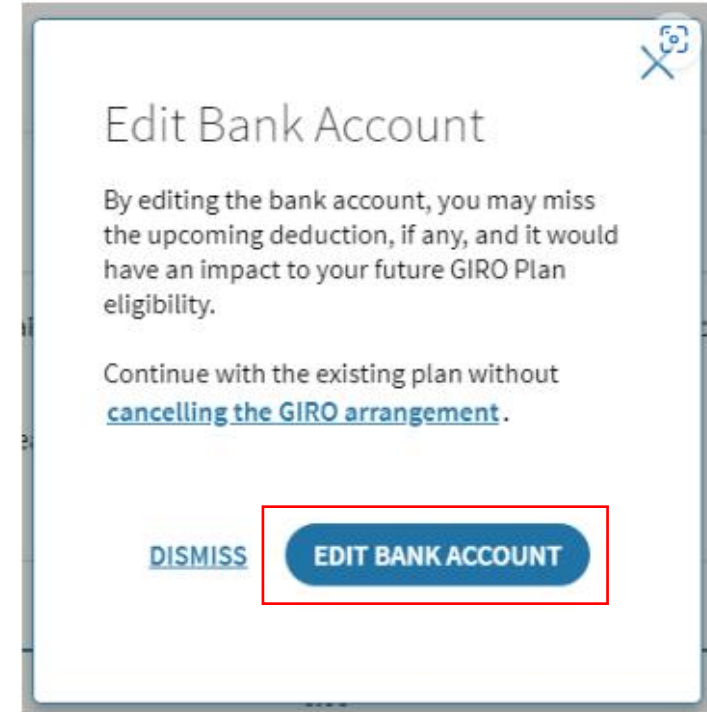 Edit Bank Account
By editing the bank account, you may miss
the upcoming deduction, if any, and it would
have an impact to your future GIRO Plan
eligibility.
Continue with the existing plan without
cancelling the GIRO arrangement.
DISMISS
EDIT BANK ACCOUNT